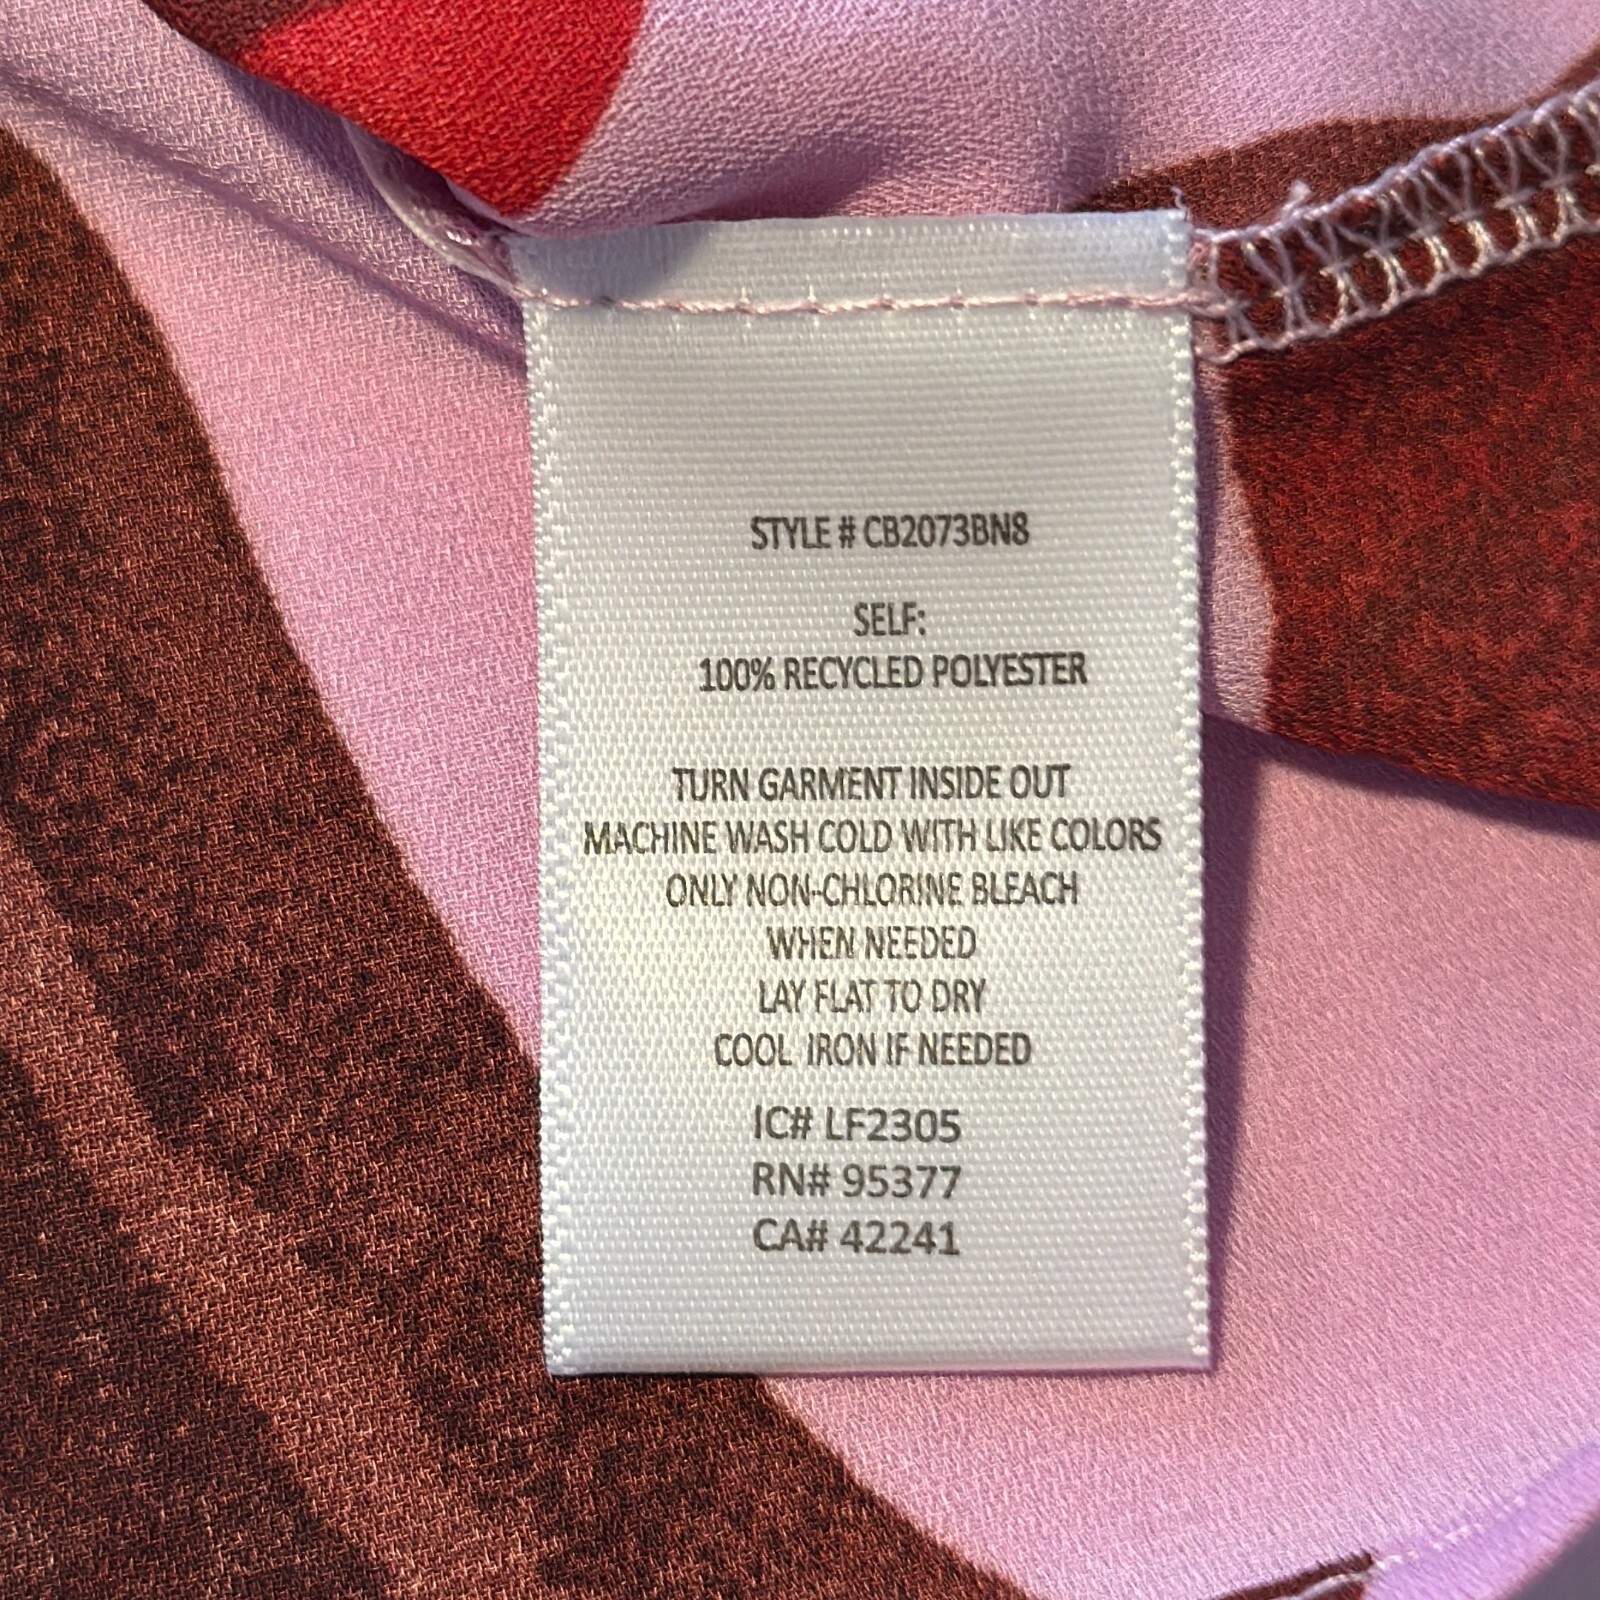 STYLE # CB2073BN8
SELF:
100% RECYCLED POLYESTER
TURN GARMENT INSIDE OUT
MACHINE WASH COLD WITH LIKE COLORS
ONLY NON-CHLORINE BLEACH
WHEN NEEDED
LAY FLAT TO DRY
COOL IRON IF NEEDED
IC# LF2305
RN# 95377
CA# 42241